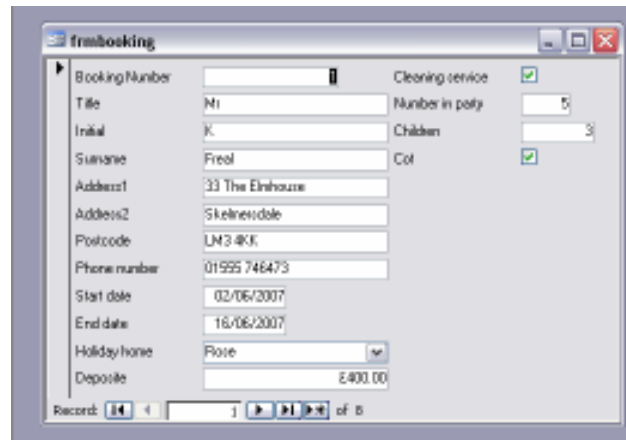 frmbooking
Booking Number 1
Title Mr
Initial K
Surname Freal
Address1 33 The Elmhouse
Address2 Skelmersdale
Postcode LM3 4KK
Phone number 01555 746473
Start date 02/06/2007
End date 16/06/2007
Holiday home Rose
Deposite £400.00
Cleaning service
Number in party 5
Children 3
Cot
Record: 1 of 8